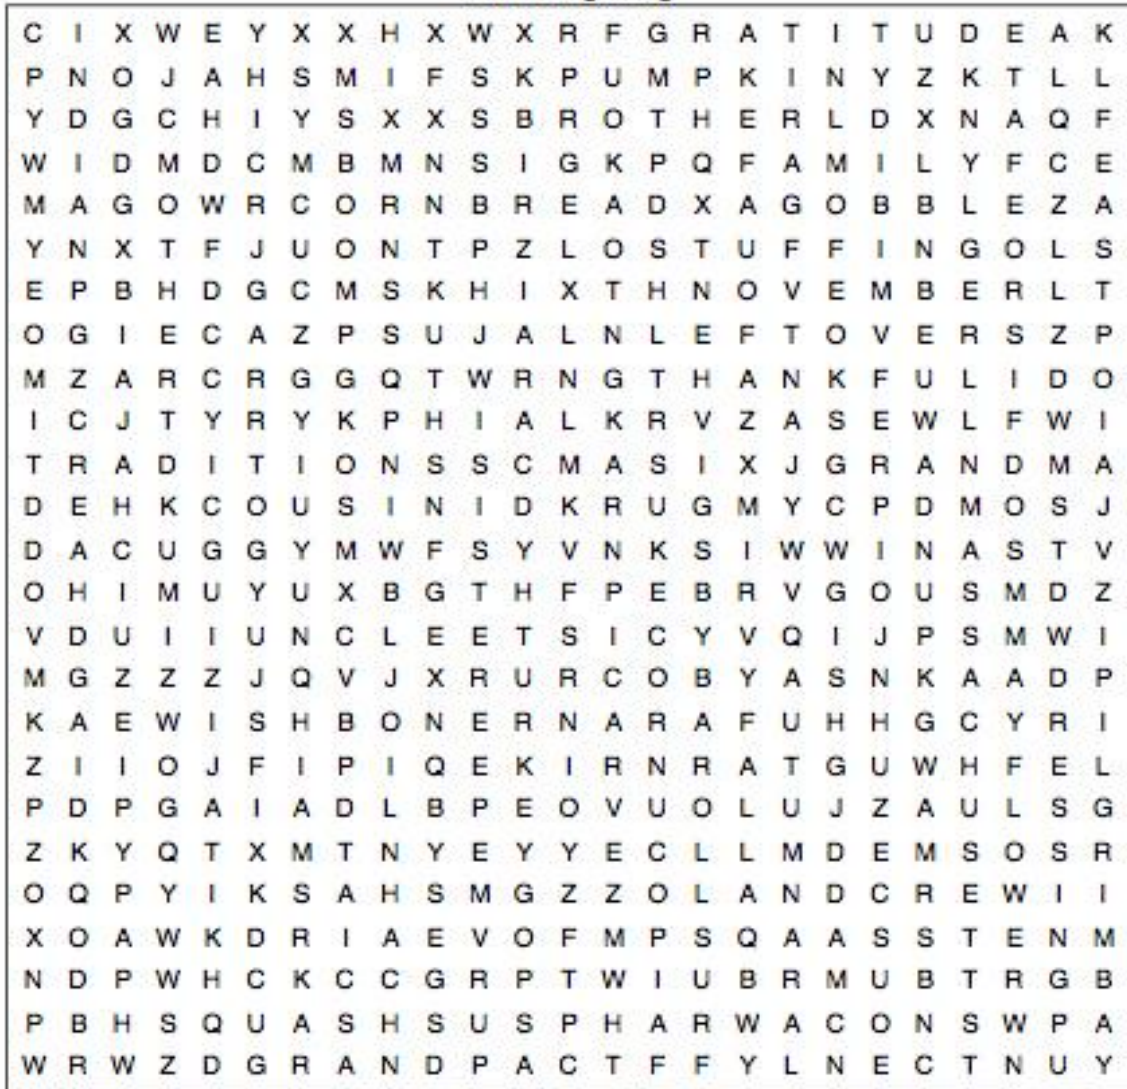 C I X W E Y X X H X W X R F G R A T I T U D E A K
P N O J A H S M I F S K P U M P K I N Y Z K T L L
Y D G C H I Y S X X S B R O T H E R L D X N A Q F
W I D M D C M B M N S I G K P Q F A M I L Y F C E
M A G O W R C O R N B R E A D X A G O B B L E Z A
Y N X T F J U O N T P Z L O S T U F F I N G O L S
E P B H D G C M S K H I X T H N O V E M B E R L T
O G I E C A Z P S U J A L N L E F T O V E R S Z P
M Z A R C R G G Q T W R N G T H A N K F U L I D O
I C J T Y R Y K P H I A L K R V Z A S E W L F W I
T R A D I T I O N S S C M A S I X J G R A N D M A
D E H K C O U S I N I D K R U G M Y C P D M O S J
D A C U G G Y M W F S Y V N K S I W W I N A S T V
O H I M U Y U X B G T H F P E B R V G O U S M D Z
V D U I I U N C L E E T S I C Y V Q I J P S M W I
M G Z Z Z J Q V J X R U R C O B Y A S N K A A D P
K A E W I S H B O N E R N A R A F U H H G C Y R I
Z I I O J F I P I Q E K I R N R A T G U W H F E L
P D P G A I A D L B P E O V U O L U J Z A U L S G
Z K Y Q T X M T N Y E Y Y E C L L M D E M S O S R
O Q P Y I K S A H S M G Z Z O L A N D C R E W I I
X O A W K D R I A E V O F M P S Q A A S S T E N M
N D P W H C K C C G R P T W I U B R M U B T R G B
P B H S Q U A S H S U S P H A R W A C O N S W P A
W R W Z D G R A N D P A C T F F Y L N E C T N U Y